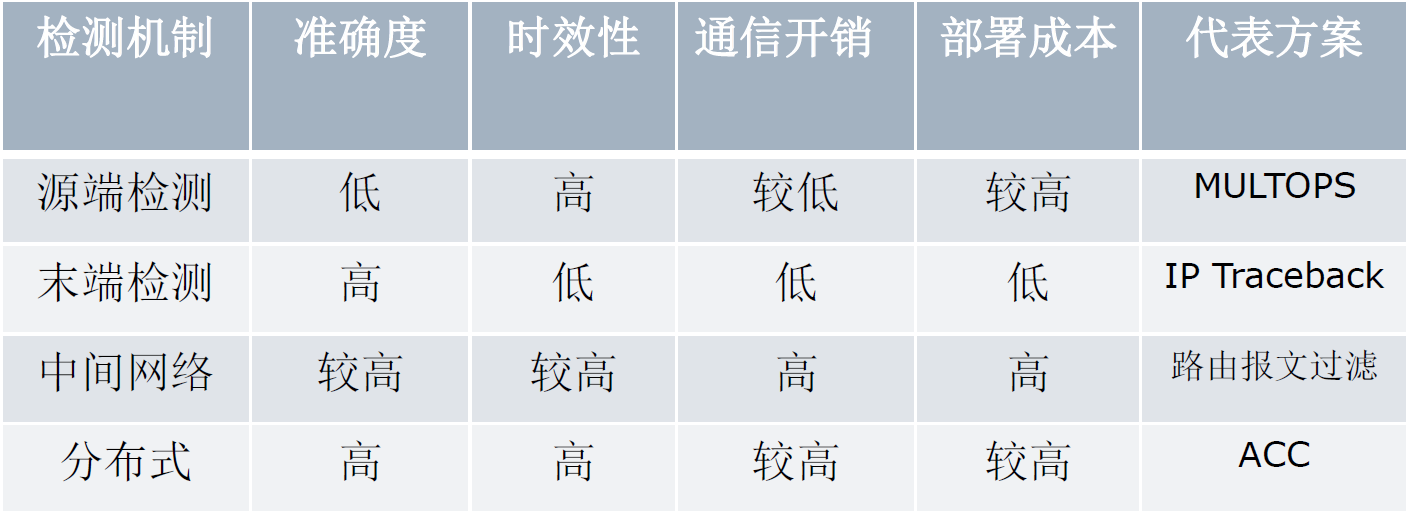 检测机制 准确度 时效性 通信开销 部署成本 代表方案
源端检测 低 高 较低 较高 MULTOPS
末端检测 高 低 低 低 IP Traceback
中间网络 较高 较高 高 高 路由报文过滤
分布式 高 高 较高 较高 ACC